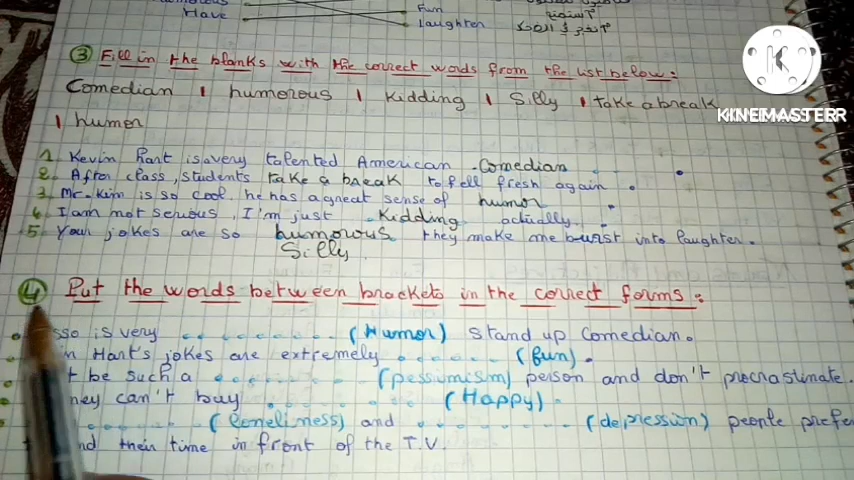 Have Fun
laughter
3 Fill in the blanks with the correct words from the list below:
Comedian | humorous | Kidding | Silly | take a break
| humor
1. Kevin Hart is a very talented American Comedian.
2. After class, students take a break to fell fresh again.
3. Mr. Kim is so cool, he has a great sense of humor.
4. I am not serious, I'm just Kidding actually.
5. Your jokes are so humorous they make me burst into laughter.
Silly
4 Put the words between brackets in the correct forms:
is very ........ (Humor) stand up Comedian.
Hart's jokes are extremely ...... (fun).
be such a ........ (pessimism) person and don't procrastinate.
can't buy ........ (Happy).
........ (loneliness) and ........ (depression) people prefe
their time in front of the T.V.
KINEMASTER